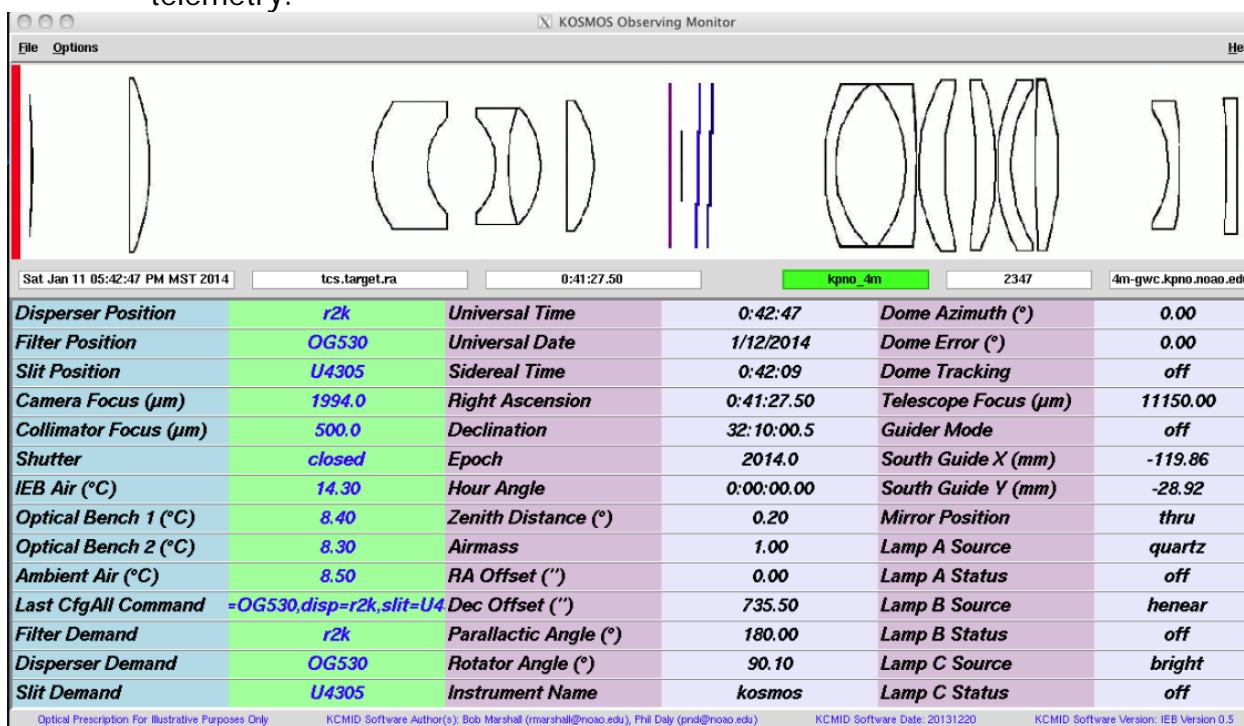 telemetry.
KOSMOS Observing Monitor
File Options He
Sat Jan 11 05:42:47 PM MST 2014 tcs.target.ra 0:41:27.50 kpno_4m 2347 4m-gwc.kpno.noao.edu
Disperser Position r2k Universal Time 0:42:47 Dome Azimuth (°) 0.00
Filter Position OG530 Universal Date 1/12/2014 Dome Error (°) 0.00
Slit Position U4305 Sidereal Time 0:42:09 Dome Tracking off
Camera Focus (µm) 1994.0 Right Ascension 0:41:27.50 Telescope Focus (µm) 11150.00
Collimator Focus (µm) 500.0 Declination 32:10:00.5 Guider Mode off
Shutter closed Epoch 2014.0 South Guide X (mm) -119.86
IEB Air (°C) 14.30 Hour Angle 0:00:00.00 South Guide Y (mm) -28.92
Optical Bench 1 (°C) 8.40 Zenith Distance (°) 0.20 Mirror Position thru
Optical Bench 2 (°C) 8.30 Airmass 1.00 Lamp A Source quartz
Ambient Air (°C) 8.50 RA Offset (") 0.00 Lamp A Status off
Last CfgAll Command =OG530,disp=r2k,slit=U4 Dec Offset (") 735.50 Lamp B Source henear
Filter Demand r2k Parallactic Angle (°) 180.00 Lamp B Status off
Disperser Demand OG530 Rotator Angle (°) 90.10 Lamp C Source bright
Slit Demand U4305 Instrument Name kosmos Lamp C Status off
Optical Prescription For Illustrative Purposes Only KCMID Software Author(s): Bob Marshall (rmarshall@noao.edu), Phil Daly (pnd@noao.edu) KCMID Software Date: 20131220 KCMID Software Version: IEB Version 0.5